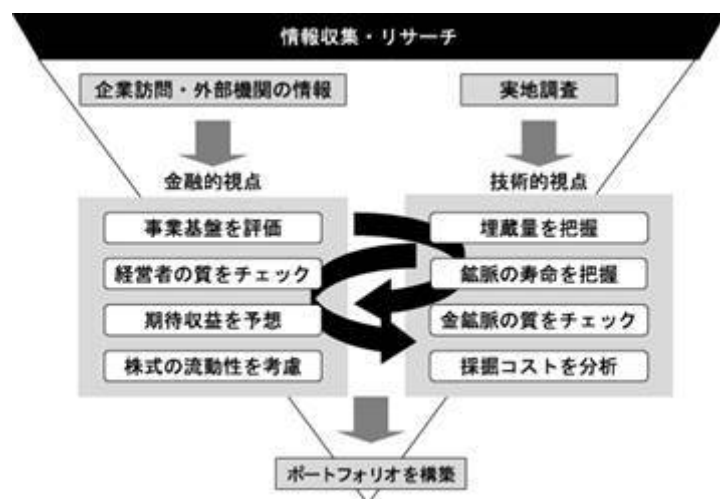 情報収集・リサーチ
企業訪問・外部機関の情報
実地調査
金融的視点
技術的視点
事業基盤を評価
経営者の質をチェック
期待収益を予想
株式の流動性を考慮
埋蔵量を把握
鉱脈の寿命を把握
金鉱脈の質をチェック
採掘コストを分析
ポートフォリオを構築